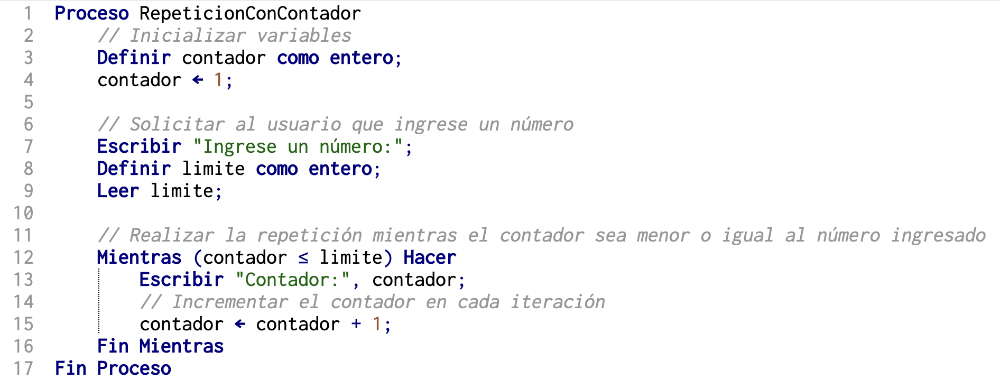 1 Proceso RepeticionConContador
2 // Inicializar variables
3 Definir contador como entero;
4 contador ← 1;
5
6 // Solicitar al usuario que ingrese un número
7 Escribir "Ingrese un número:";
8 Definir limite como entero;
9 Leer limite;
10
11 // Realizar la repetición mientras el contador sea menor o igual al número ingresado
12 Mientras (contador ≤ limite) Hacer
13 Escribir "Contador:", contador;
14 // Incrementar el contador en cada iteración
15 contador ← contador + 1;
16 Fin Mientras
17 Fin Proceso